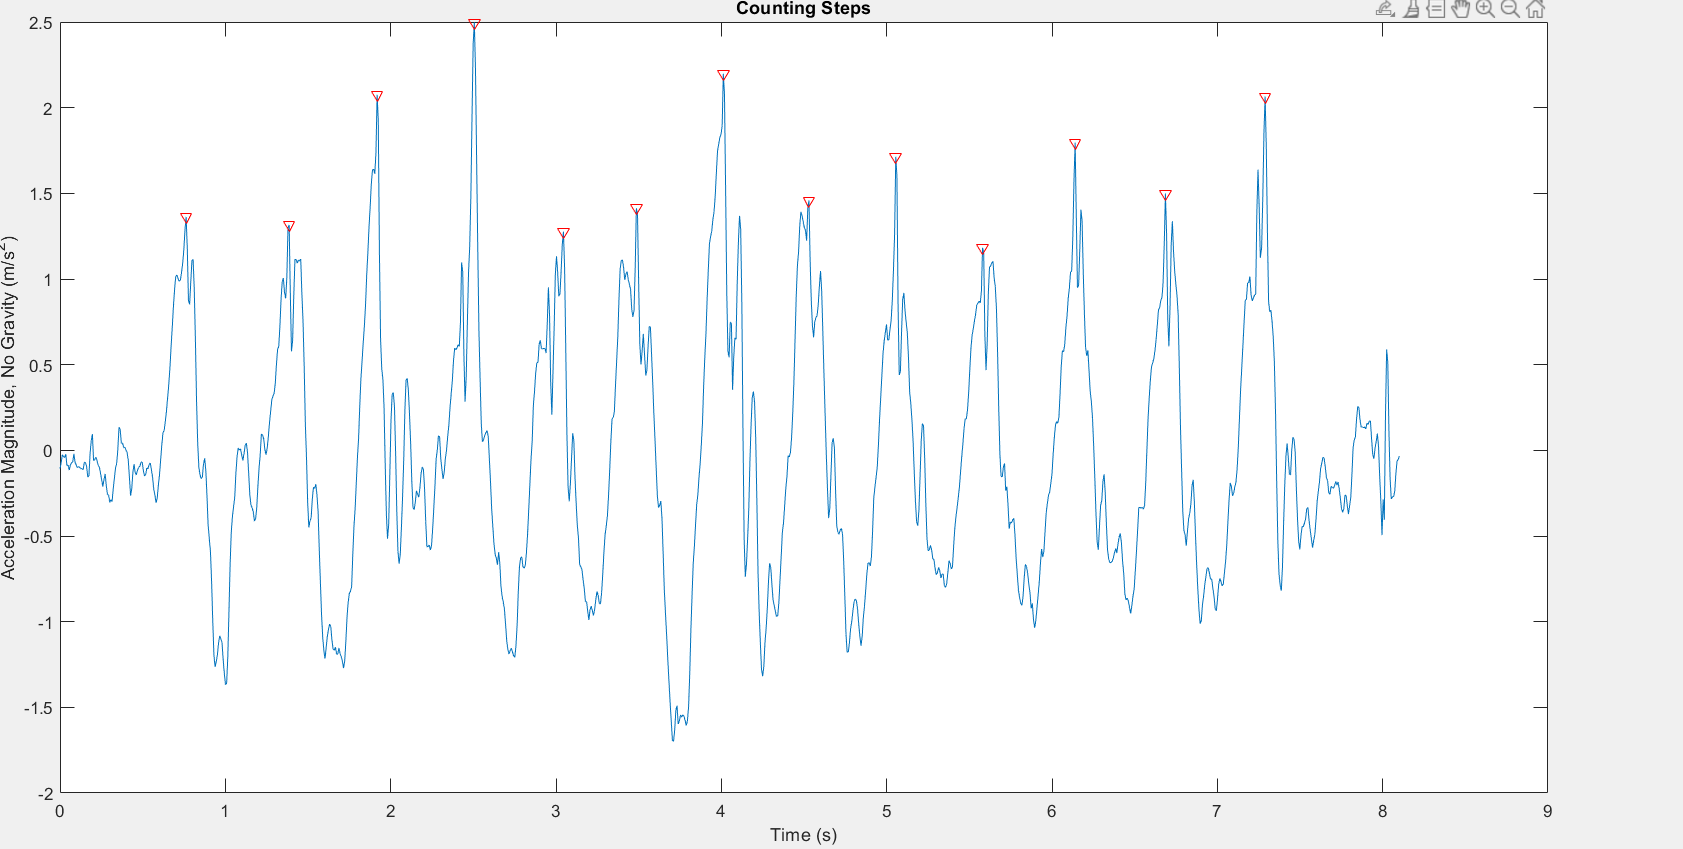 Counting Steps
Acceleration Magnitude, No Gravity (m/s²)
2.5
2
1.5
1
0.5
0
-0.5
-1
-1.5
-2
0 1 2 3 4 5 6 7 8 9
Time (s)